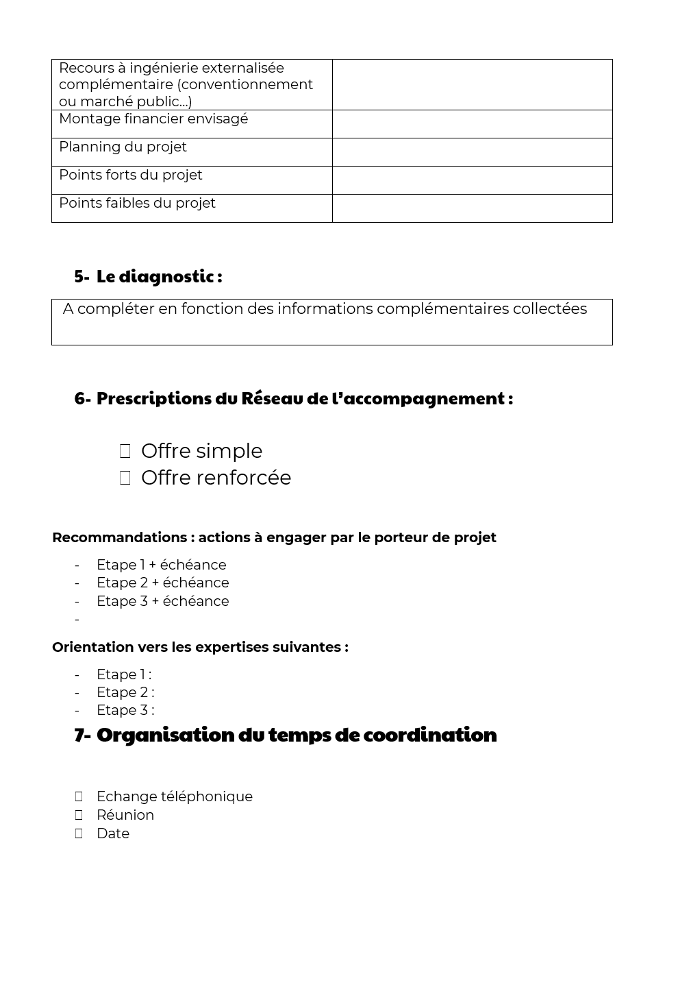 Recours à ingénierie externalisée
complémentaire (conventionnement
ou marché public...)
Montage financier envisagé
Planning du projet
Points forts du projet
Points faibles du projet
5- Le diagnostic :
A compléter en fonction des informations complémentaires collectées
6- Prescriptions du Réseau de l’accompagnement :
□ Offre simple
□ Offre renforcée
Recommandations : actions à engager par le porteur de projet
- Etape 1 + échéance
- Etape 2 + échéance
- Etape 3 + échéance
-
Orientation vers les expertises suivantes :
- Etape 1 :
- Etape 2 :
- Etape 3 :
7- Organisation du temps de coordination
□ Echange téléphonique
□ Réunion
□ Date